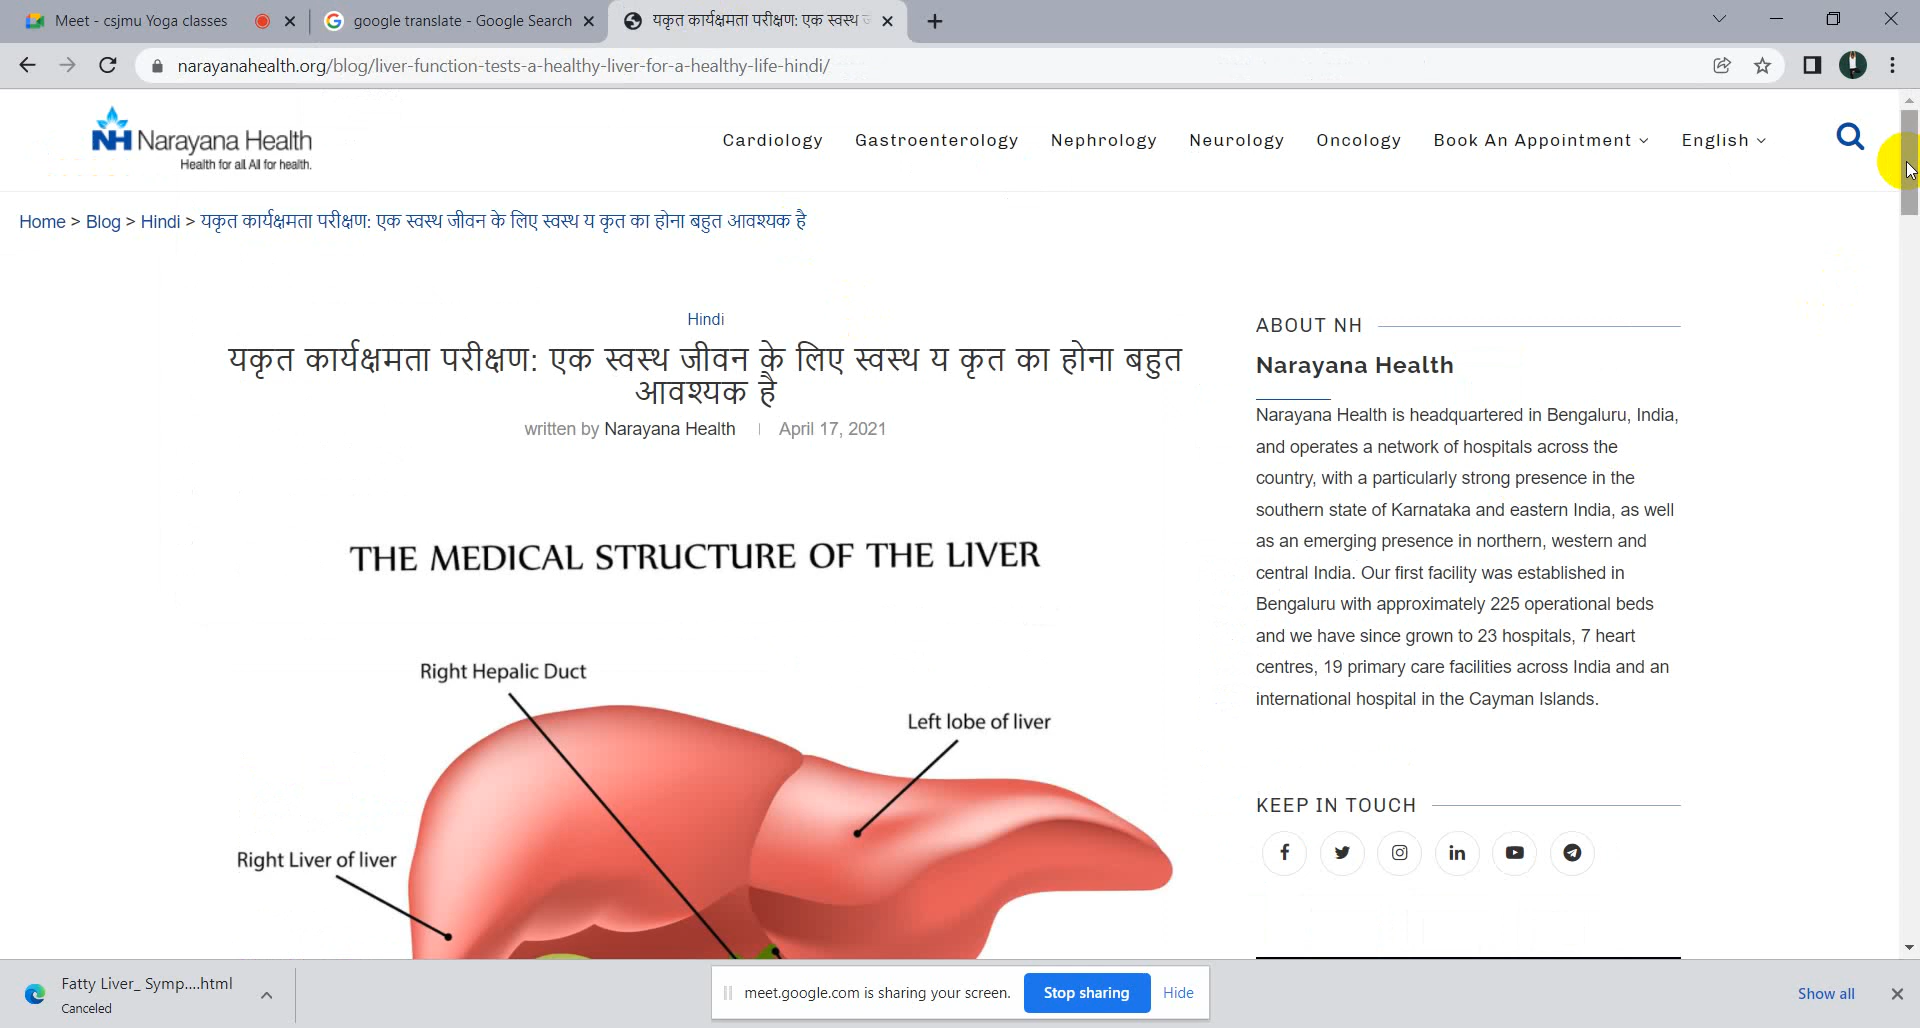 Meet - csjmu Yoga classes
google translate - Google Search
यकृत कार्यक्षमता परीक्षण: एक स्वस्थ
narayanahealth.org/blog/liver-function-tests-a-healthy-liver-for-a-healthy-life-hindi/
NH Narayana Health
Health for all. All for health.
Cardiology Gastroenterology Nephrology Neurology Oncology Book An Appointment English
Home > Blog > Hindi > यकृत कार्यक्षमता परीक्षण: एक स्वस्थ जीवन के लिए स्वस्थ य कृत का होना बहुत आवश्यक है
Hindi
यकृत कार्यक्षमता परीक्षण: एक स्वस्थ जीवन के लिए स्वस्थ य कृत का होना बहुत
आवश्यक है
written by Narayana Health | April 17, 2021
THE MEDICAL STRUCTURE OF THE LIVER
Right Hepalic Duct
Left lobe of liver
Right Liver of liver
ABOUT NH
Narayana Health
Narayana Health is headquartered in Bengaluru, India,
and operates a network of hospitals across the
country, with a particularly strong presence in the
southern state of Karnataka and eastern India, as well
as an emerging presence in northern, western and
central India. Our first facility was established in
Bengaluru with approximately 225 operational beds
and we have since grown to 23 hospitals, 7 heart
centres, 19 primary care facilities across India and an
international hospital in the Cayman Islands.
KEEP IN TOUCH
Fatty Liver_ Symp....html
Canceled
meet.google.com is sharing your screen.
Stop sharing
Hide
Show all